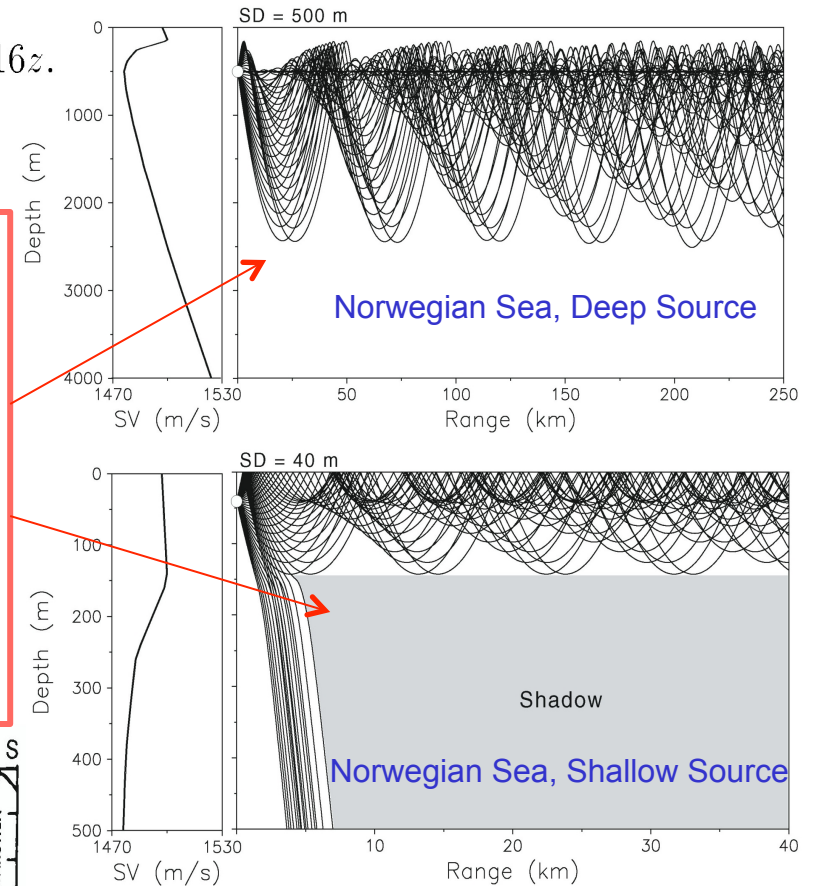 16z.
SD = 500 m
0
1000
2000
3000
4000
Depth (m)
1470
1530
SV (m/s)
Norwegian Sea, Deep Source
50
100
150
200
250
Range (km)
SD = 40 m
0
100
200
300
400
500
Depth (m)
1470
1530
SV (m/s)
Shadow
Norwegian Sea, Shallow Source
10
20
30
40
Range (km)
S